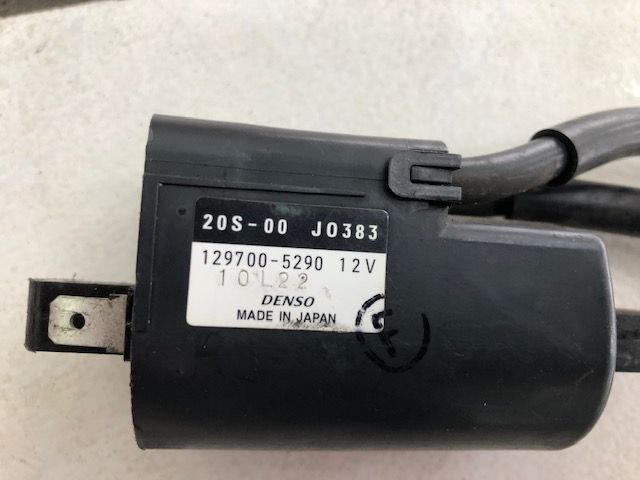 20S-00 J0383
129700-5290 12V
10L22
DENSO
MADE IN JAPAN
F